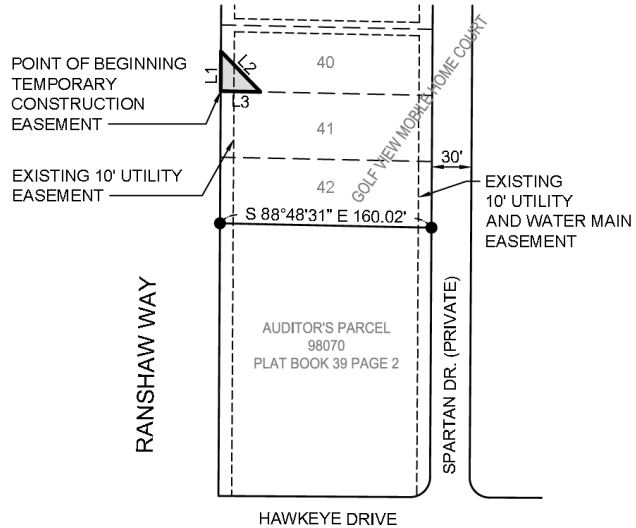 POINT OF BEGINNING
TEMPORARY
CONSTRUCTION
EASEMENT
L1
L2
L3
40
GOLF VIEW MOBILE HOME COURT
41
EXISTING 10' UTILITY
EASEMENT
42
30'
EXISTING
10' UTILITY
AND WATER MAIN
EASEMENT
S 88°48'31" E 160.02'
RANSHAW WAY
AUDITOR'S PARCEL
98070
PLAT BOOK 39 PAGE 2
SPARTAN DR. (PRIVATE)
HAWKEYE DRIVE